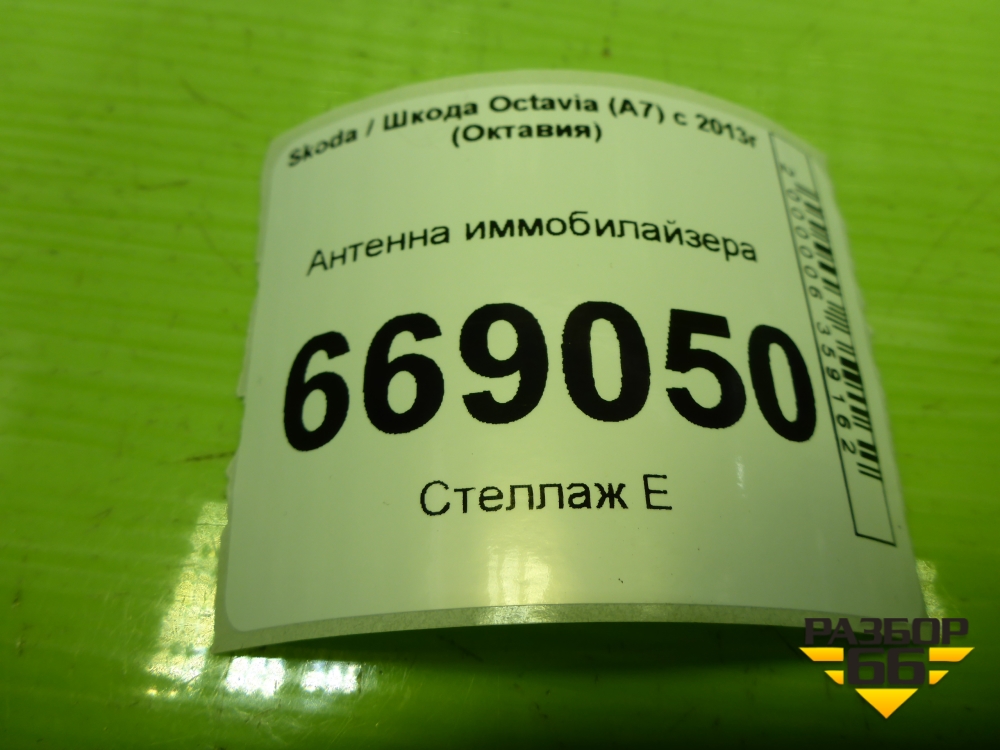 Skoda / Шкода Octavia (A7) с 2013г
(Октавия)
Антенна иммобилайзера
669050
Стеллаж Е
2000006359162
РАЗБОР
66